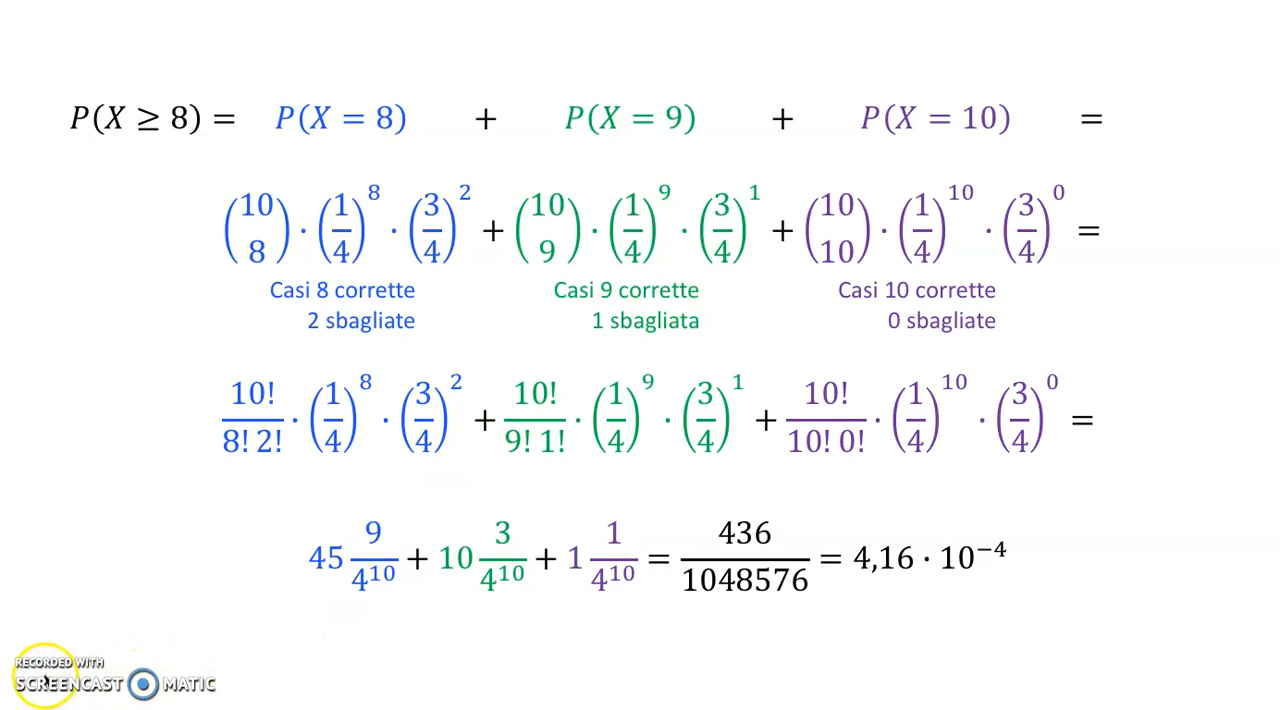 P(X ≥ 8) = P(X = 8) + P(X = 9) + P(X = 10) =
(10 8) · (1/4)^8 · (3/4)^2 + (10 9) · (1/4)^9 · (3/4)^1 + (10 10) · (1/4)^10 · (3/4)^0 =
Casi 8 corrette Casi 9 corrette Casi 10 corrette
2 sbagliate 1 sbagliata 0 sbagliate
10!/8! 2! · (1/4)^8 · (3/4)^2 + 10!/9! 1! · (1/4)^9 · (3/4)^1 + 10!/10! 0! · (1/4)^10 · (3/4)^0 =
45 9/4^10 + 10 3/4^10 + 1 1/4^10 = 436/1048576 = 4,16 · 10^−4
RECORDED WITH
SCREENCAST MATIC